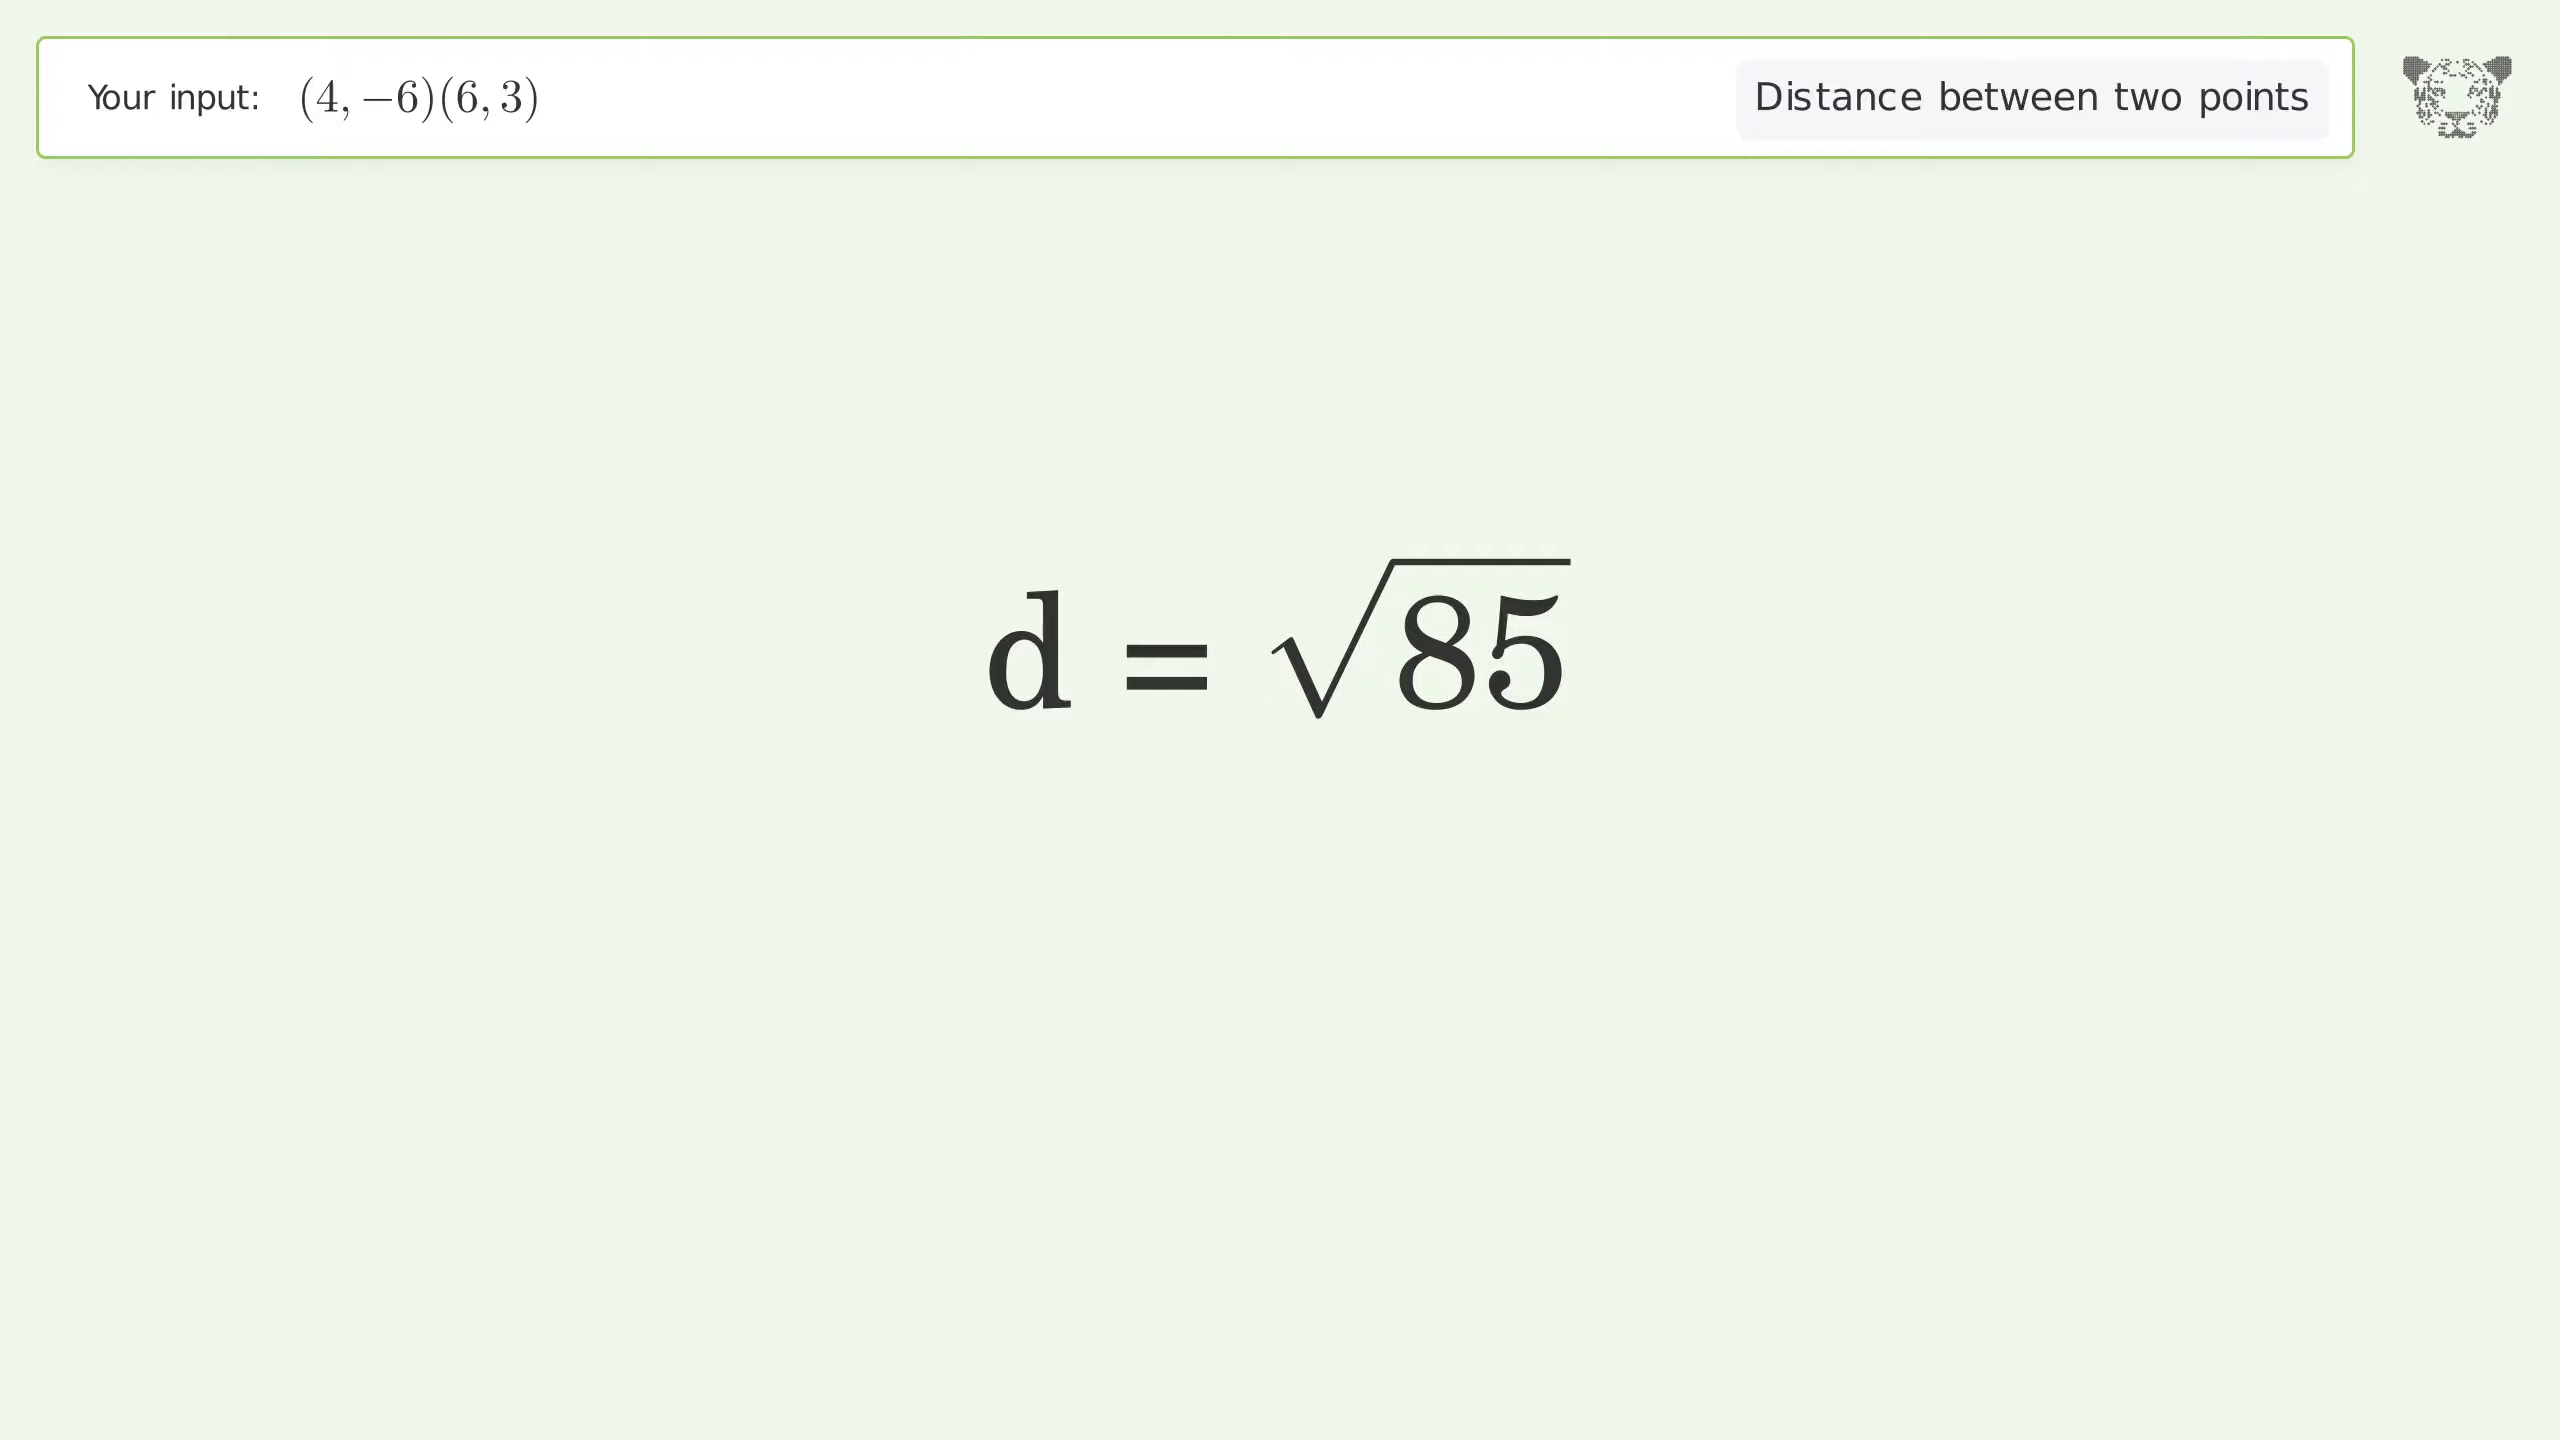 Your input: (4, −6)(6, 3)
Distance between two points
d = √85